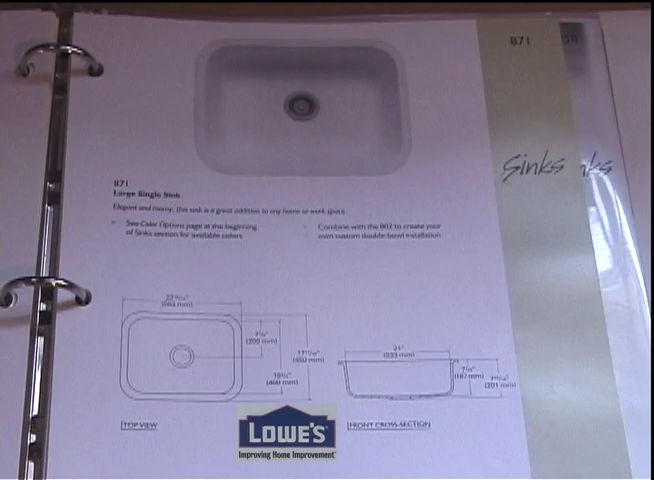 871
Sinks
871
Large Single Sink
Elegant and roomy, this sink is a great addition to any home or work space.
See Color Options page at the beginning
of Sinks section for available colors
Combine with the 802 to create your
own custom double-bowl installation
(200 mm)
(450 mm)
(400 mm)
21"
(533 mm)
(187 mm)
(201 mm)
TOP VIEW
FRONT CROSS-SECTION
LOWE'S
Improving Home Improvement